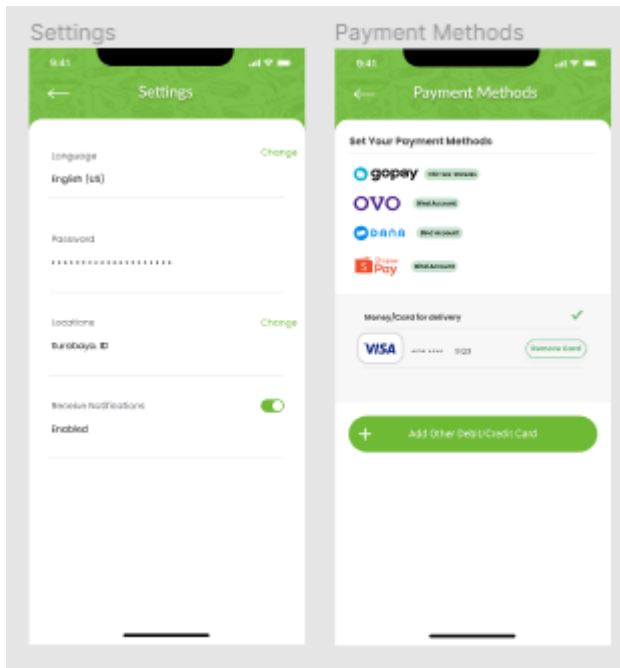 Settings
9:41
Settings
Language
Change
English (US)
Password
Locations
Change
Surabaya, ID
Receive Notifications
Enabled
Payment Methods
9:41
Payment Methods
Set Your Payment Methods
gopay
OVO
Bind Account
DANA
Bind Account
Shopee Pay
Bind Account
Money/Card for delivery
VISA
Remove Card
+ Add Other Debit/Credit Card